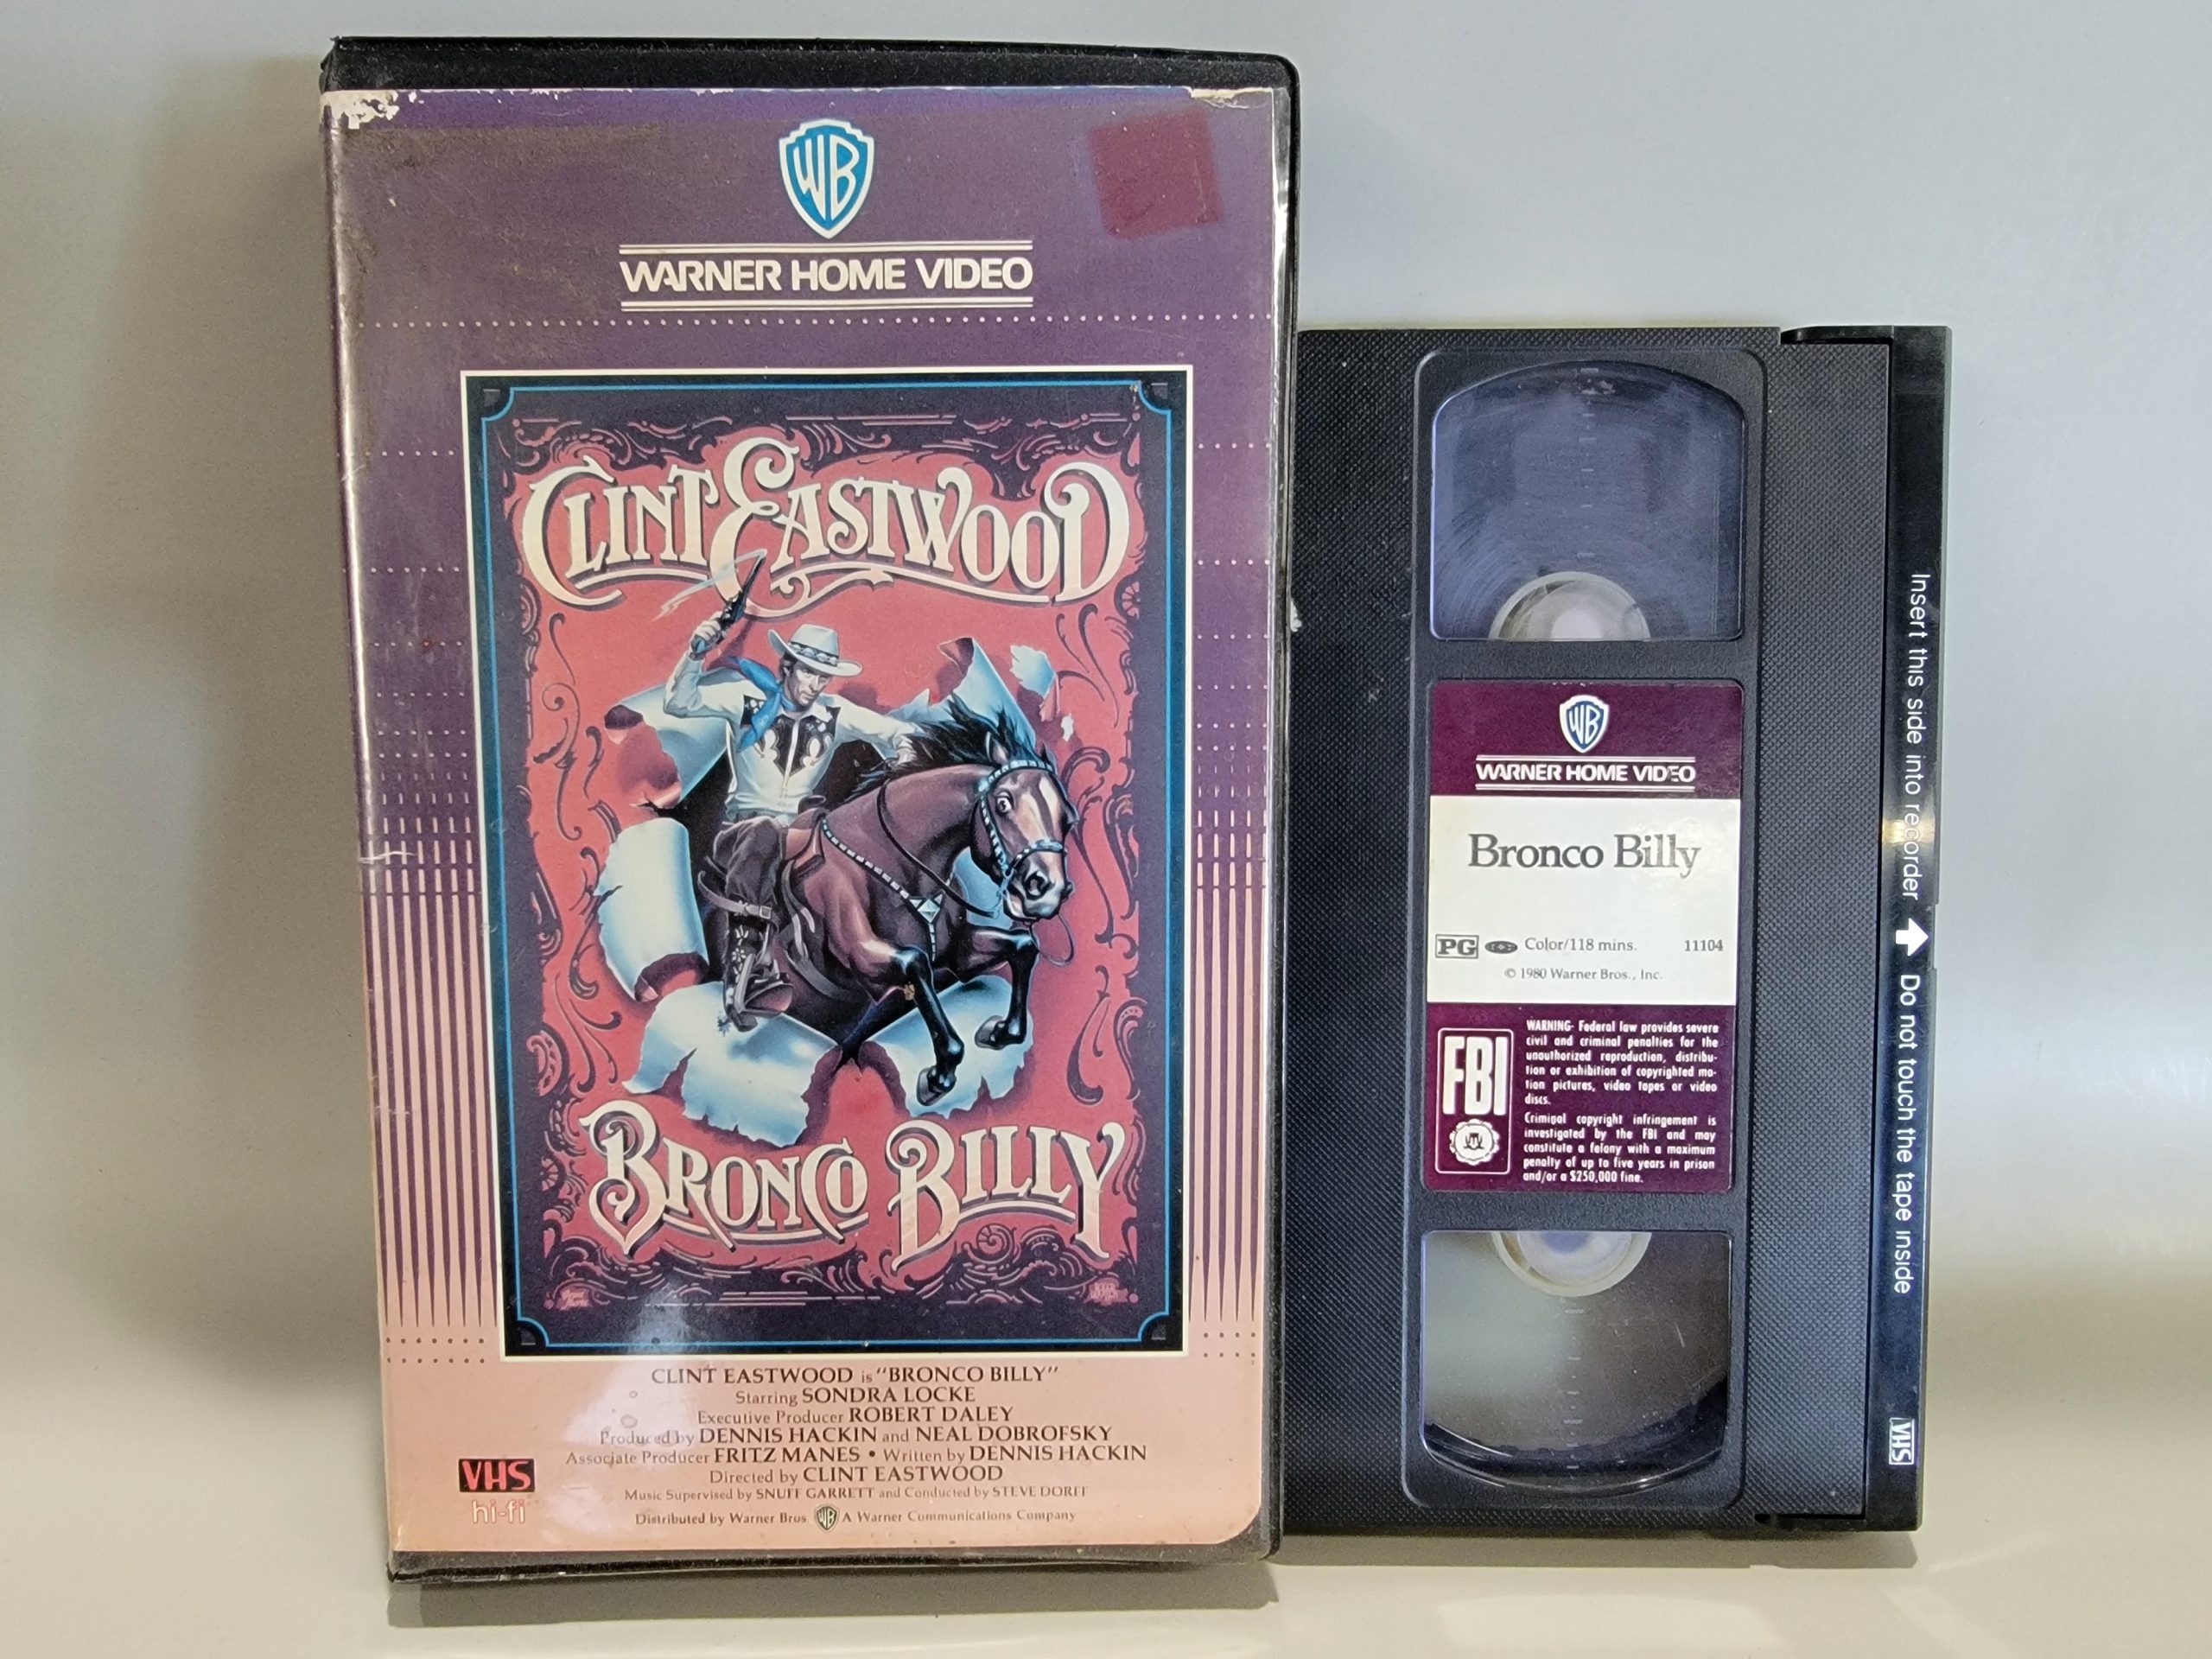 WB
WARNER HOME VIDEO
CLINT EASTWOOD
BRONCO BILLY
CLINT EASTWOOD is "BRONCO BILLY"
Starring SONDRA LOCKE
Executive Producer ROBERT DALEY
Produced by DENNIS HACKIN and NEAL DOBROFSKY
Associate Producer FRITZ MANES • Written by DENNIS HACKIN
Directed by CLINT EASTWOOD
Music Supervised by SNUFF GARRETT and Conducted by STEVE DORFF
Distributed by Warner Bros. WB A Warner Communications Company
VHS
hi-fi
WB
WARNER HOME VIDEO
Bronco Billy
PG Color/118 mins. 11104
© 1980 Warner Bros., Inc.
FBI
WARNING- Federal law provides severe
civil and criminal penalties for the
unauthorized reproduction, distribu-
tion or exhibition of copyrighted mo-
tion pictures, video tapes or video
discs.
Criminal copyright infringement is
investigated by the FBI and may
constitute a felony with a maximum
penalty of up to five years in prison
and/or a $250,000 fine.
Insert this side into recorder Do not touch the tape inside
VHS